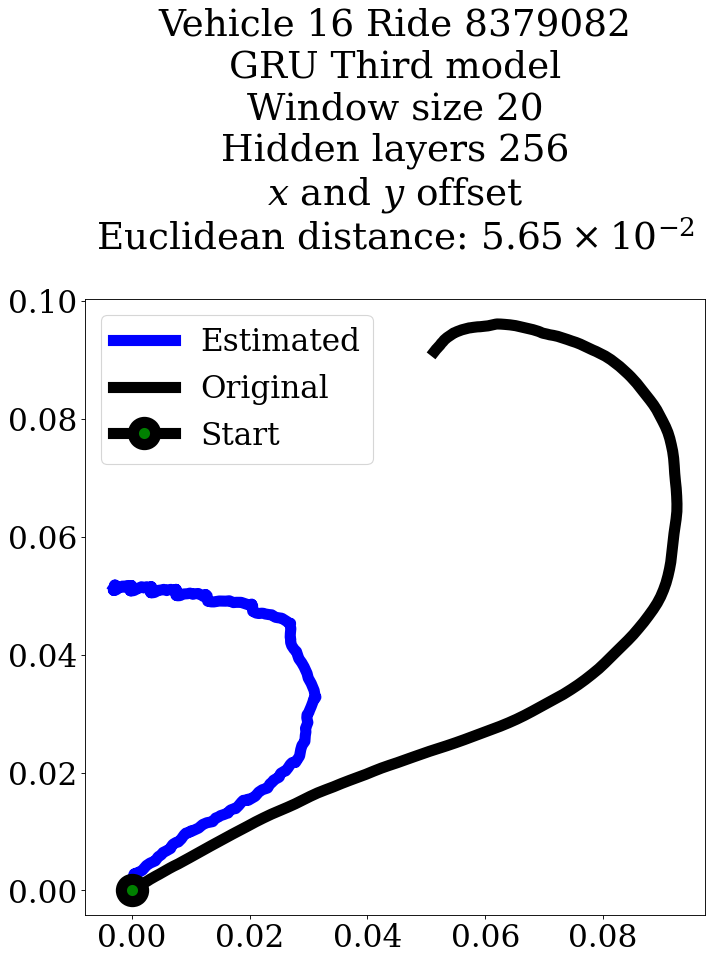 Vehicle 16 Ride 8379082
GRU Third model
Window size 20
Hidden layers 256
x and y offset
Euclidean distance: 5.65 × 10⁻²
0.10
0.08
0.06
0.04
0.02
0.00
Estimated
Original
Start
0.00 0.02 0.04 0.06 0.08